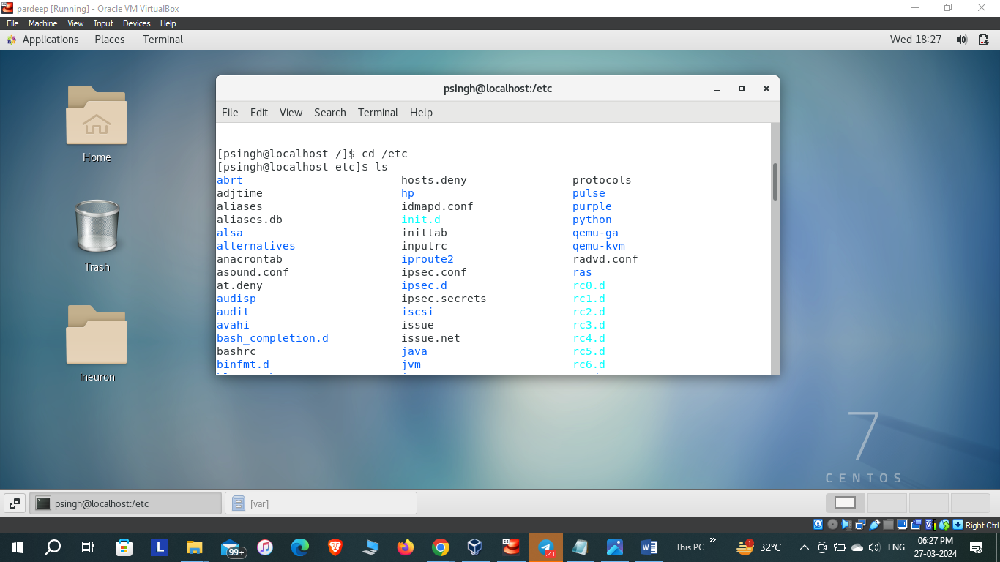 pardeep [Running] - Oracle VM VirtualBox
File Machine View Input Devices Help
Applications Places Terminal Wed 18:27
psingh@localhost:/etc
File Edit View Search Terminal Help
[psingh@localhost /]$ cd /etc
[psingh@localhost etc]$ ls
abrt hosts.deny protocols
adjtime hp pulse
aliases idmapd.conf purple
aliases.db init.d python
alsa inittab qemu-ga
alternatives inputrc qemu-kvm
anacrontab iproute2 radvd.conf
asound.conf ipsec.conf ras
at.deny ipsec.d rc0.d
audisp ipsec.secrets rc1.d
audit iscsi rc2.d
avahi issue rc3.d
bash_completion.d issue.net rc4.d
bashrc java rc5.d
binfmt.d jvm rc6.d
Home
Trash
ineuron
7
CENTOS
psingh@localhost:/etc [var]
Right Ctrl
L 99+ .41 W This PC » 1 32°C ENG 06:27 PM
27-03-2024